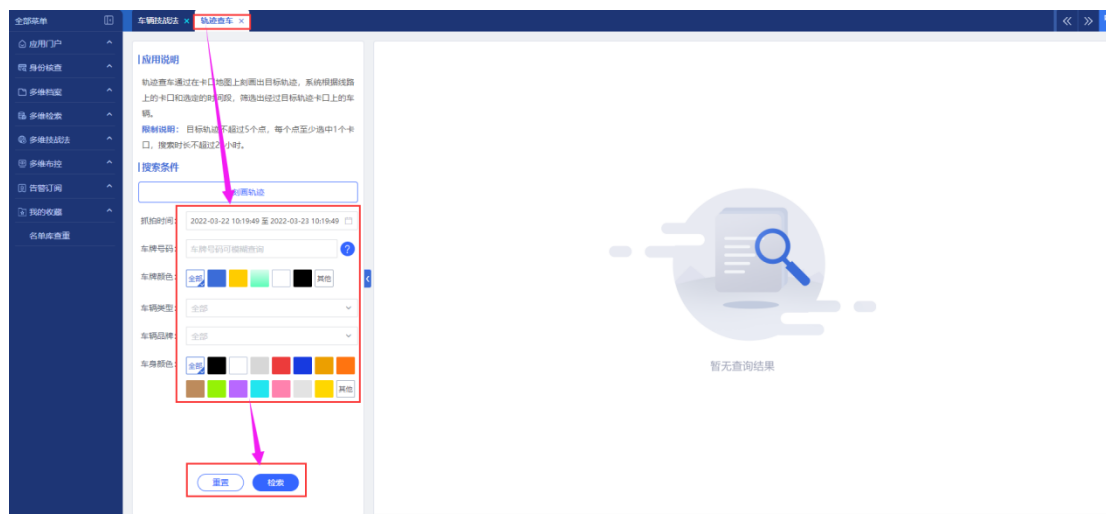 全部菜单
车辆技战法 ×
轨迹查车 ×
应用门户
身份核查
多维档案
多维检索
多维技战法
多维布控
告警订阅
我的收藏
名单库查重
应用说明
轨迹查车通过在卡口地图上刻画出目标轨迹，系统根据线路
上的卡口和选定的时间段，筛选出经过目标轨迹卡口上的车
辆。
限制说明： 目标轨迹不超过5个点，每个点至少选中1个卡
口，搜索时长不超过2 小时。
搜索条件
刻画轨迹
抓拍时间： 2022-03-22 10:19:49 至 2022-03-23 10:19:49
车牌号码： 车牌号码可模糊查询 ?
车牌颜色： 全部 其他
车辆类型： 全部
车辆品牌： 全部
车身颜色： 全部
其他
重置 检索
暂无查询结果